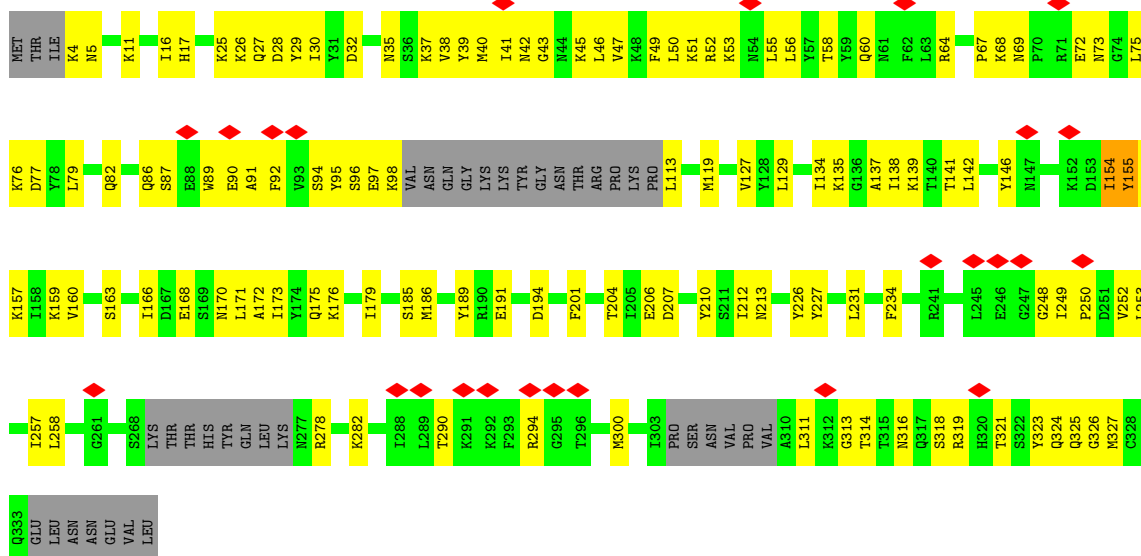 MET THR ILE K4 N5 K11 I16 H17 K25 K26 Q27 D28 Y29 I30 Y31 D32 N35 S36 K37 V38 Y39 M40 I41 N42 G43 N44 K45 L46 V47 K48 F49 L50 K51 R52 K53 N54 L55 L56 Y57 T58 Y59 Q60 N61 F62 L63 R64 P67 K68 N69 P70 R71 E72 N73 G74 L75
K76 D77 Y78 L79 Q82 Q86 S87 E88 W89 E90 A91 F92 V93 S94 Y95 S96 E97 K98 VAL ASN GLN GLY LYS LYS TYR GLY ASN THR ARG PRO LYS PRO L113 M119 V127 Y128 L129 I134 K135 G136 A137 I138 K139 T140 T141 L142 Y146 N147 K152 D153 I154 Y155
K157 I158 K159 V160 S163 I166 D167 E168 S169 N170 L171 A172 I173 Y174 Q175 K176 I179 S185 M186 Y189 R190 E191 D194 F201 T204 I205 E206 D207 Y210 S211 I212 N213 Y226 Y227 L231 F234 R241 L245 E246 G247 G248 I249 P250 D251 V252
I257 L258 G261 S268 LYS THR THR HIS TYR GLN LEU LYS N277 R278 K282 I288 L289 T290 K291 K292 F293 R294 G295 T296 M300 I303 PRO SER ASN VAL PRO VAL A310 L311 K312 G313 T314 T315 N316 Q317 S318 R319 H320 T321 S322 Y323 Q324 Q325 G326 M327 C328
Q333 GLU LEU ASN ASN GLU VAL LEU